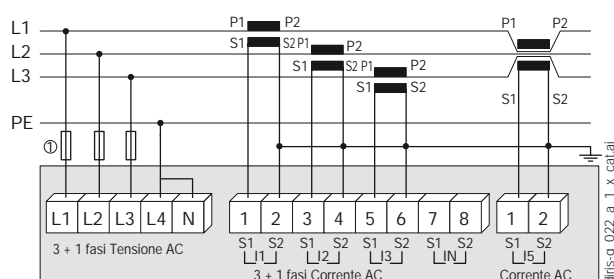 L1 P1 P2 P1 P2
L2 S1 S2 P1 P2
L3 S1 S2 P1 P2
S1 S2 S1 S2
PE
①
L1 L2 L3 L4 N 1 2 3 4 5 6 7 8 1 2
S1 S2 S1 S2 S1 S2 S1 S2 S1 S2
I1 I2 I3 IN I5
3 + 1 fasi Tensione AC
3 + 1 fasi Corrente AC Corrente AC